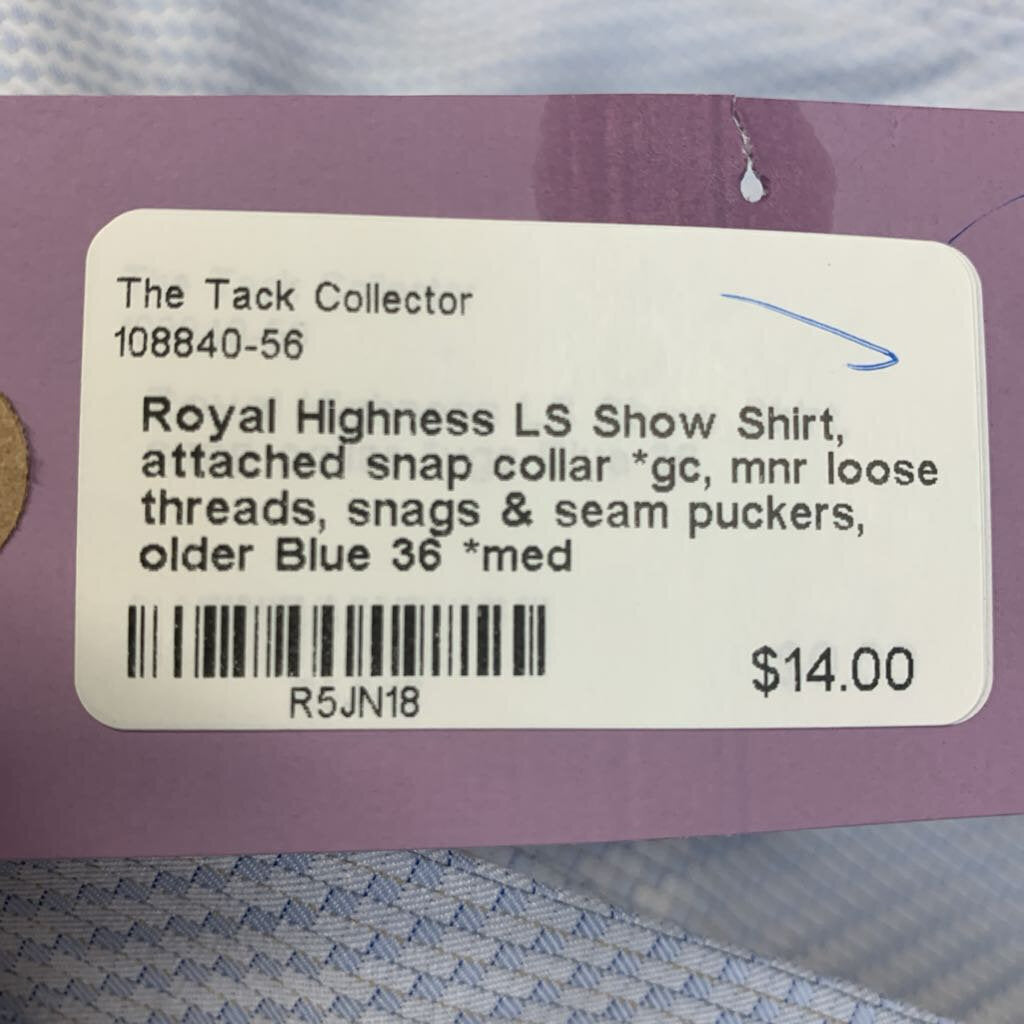 The Tack Collector
108840-56
Royal Highness LS Show Shirt,
attached snap collar *gc, mnr loose
threads, snags & seam puckers,
older Blue 36 *med
R5JN18
$14.00